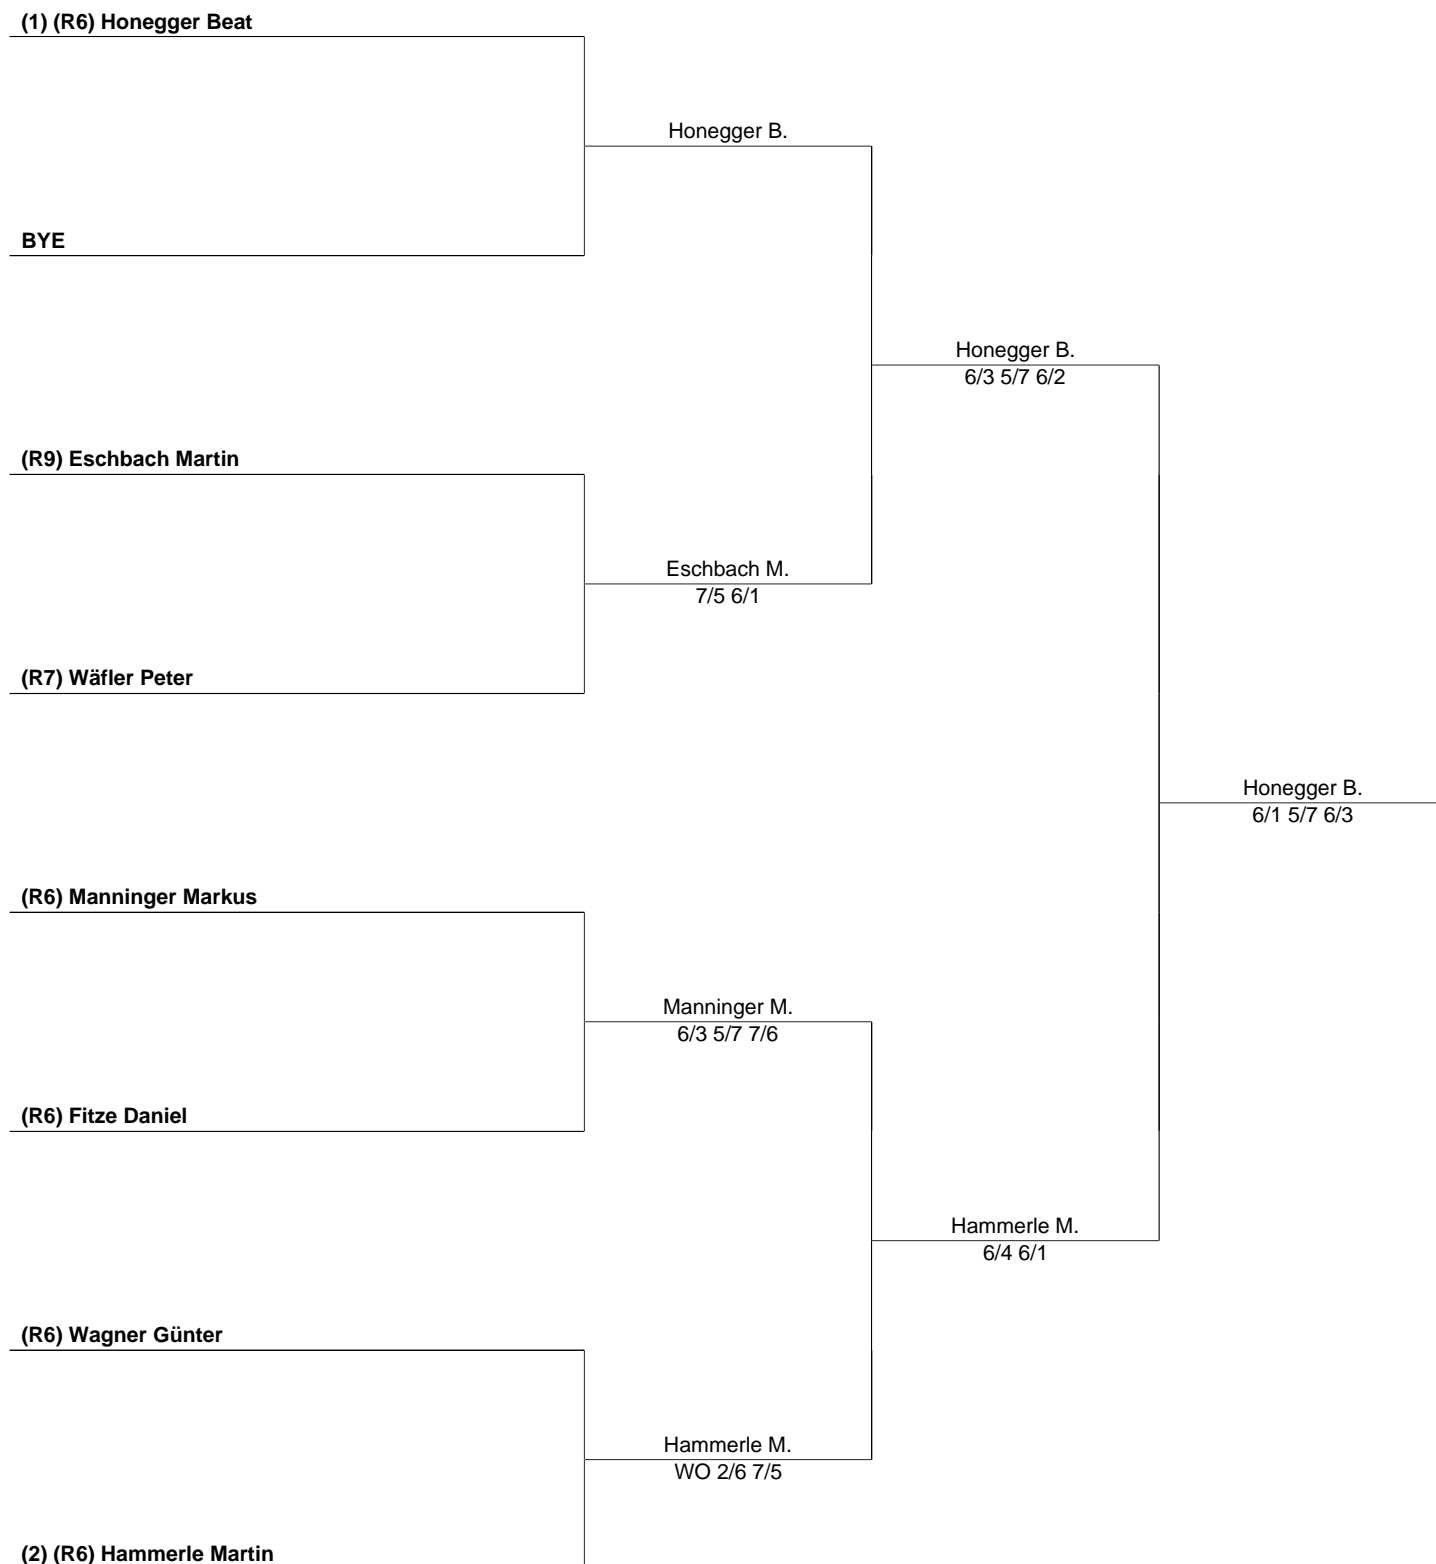 (1) (R6) Honegger Beat
Honegger B.
BYE
Honegger B.
6/3 5/7 6/2
(R9) Eschbach Martin
Eschbach M.
7/5 6/1
(R7) Wäfler Peter
Honegger B.
6/1 5/7 6/3
(R6) Manninger Markus
Manninger M.
6/3 5/7 7/6
(R6) Fitze Daniel
Hammerle M.
6/4 6/1
(R6) Wagner Günter
Hammerle M.
WO 2/6 7/5
(2) (R6) Hammerle Martin